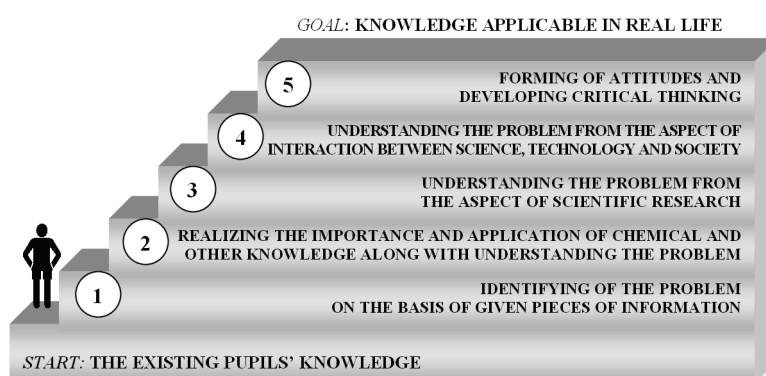 GOAL: KNOWLEDGE APPLICABLE IN REAL LIFE
5
FORMING OF ATTITUDES AND
DEVELOPING CRITICAL THINKING
4
UNDERSTANDING THE PROBLEM FROM THE ASPECT OF
INTERACTION BETWEEN SCIENCE, TECHNOLOGY AND SOCIETY
3
UNDERSTANDING THE PROBLEM FROM
THE ASPECT OF SCIENTIFIC RESEARCH
2
REALIZING THE IMPORTANCE AND APPLICATION OF CHEMICAL AND
OTHER KNOWLEDGE ALONG WITH UNDERSTANDING THE PROBLEM
1
IDENTIFYING OF THE PROBLEM
ON THE BASIS OF GIVEN PIECES OF INFORMATION
START: THE EXISTING PUPILS' KNOWLEDGE